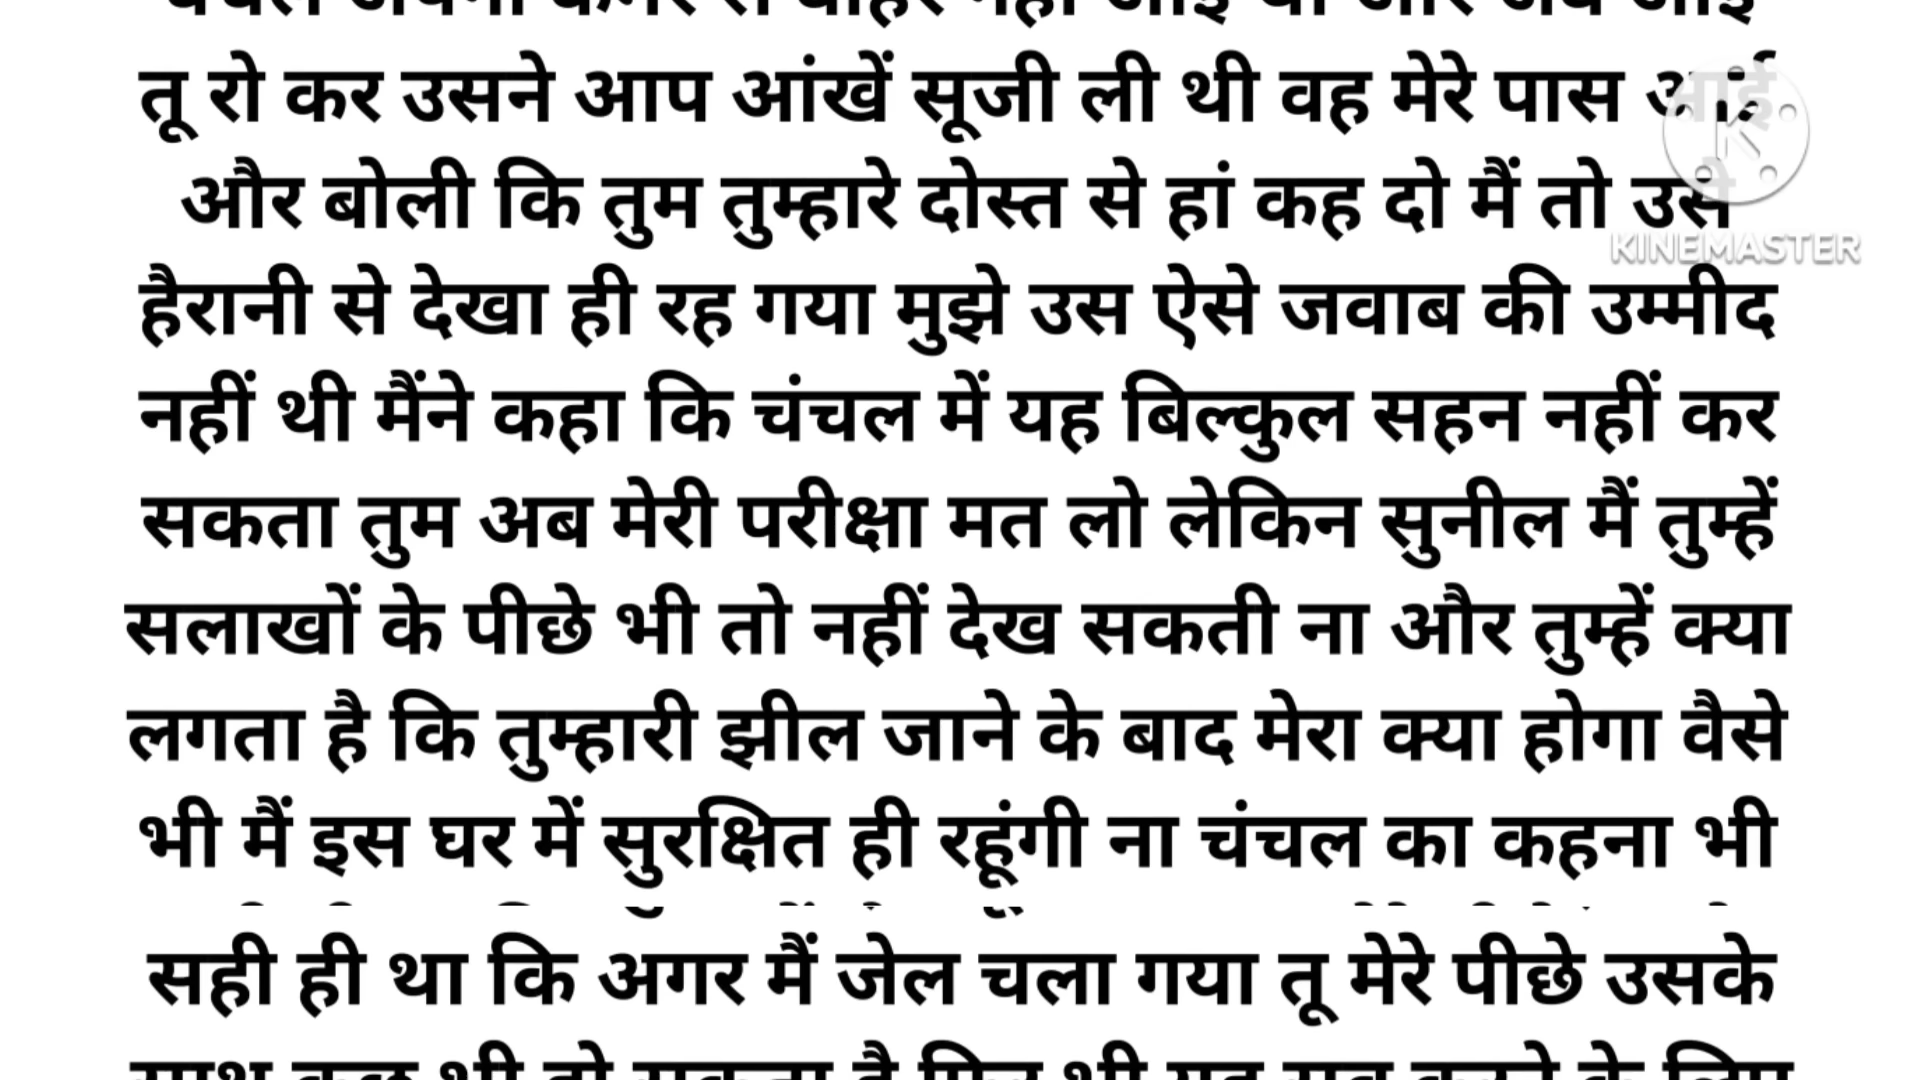 तू रो कर उसने आप आंखें सूजी ली थी वह मेरे पास आई
और बोली कि तुम तुम्हारे दोस्त से हां कह दो मैं तो उसे
KINEMASTER
हैरानी से देखा ही रह गया मुझे उस ऐसे जवाब की उम्मीद
नहीं थी मैंने कहा कि चंचल में यह बिल्कुल सहन नहीं कर
सकता तुम अब मेरी परीक्षा मत लो लेकिन सुनील मैं तुम्हें
सलाखों के पीछे भी तो नहीं देख सकती ना और तुम्हें क्या
लगता है कि तुम्हारी झील जाने के बाद मेरा क्या होगा वैसे
भी मैं इस घर में सुरक्षित ही रहूंगी ना चंचल का कहना भी
सही ही था कि अगर मैं जेल चला गया तू मेरे पीछे उसके